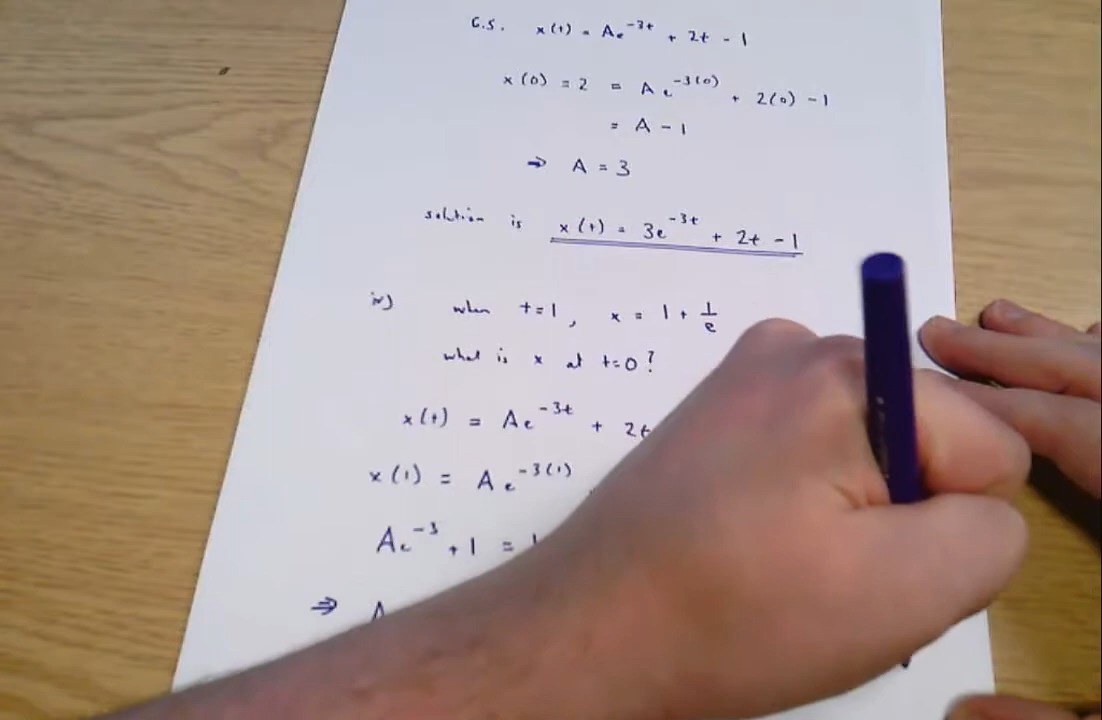 G.S. x(t) = Ae^-3t + 2t - 1
x(0) = 2 = Ae^-3(0) + 2(0) - 1
= A - 1
⇒ A = 3
solution is x(t) = 3e^-3t + 2t - 1
iv) when t=1, x = 1 + 1/e
what is x at t=0?
x(t) = Ae^-3t + 2t
x(1) = Ae^-3(1)
Ae^-3 + 1 = 1
⇒ A